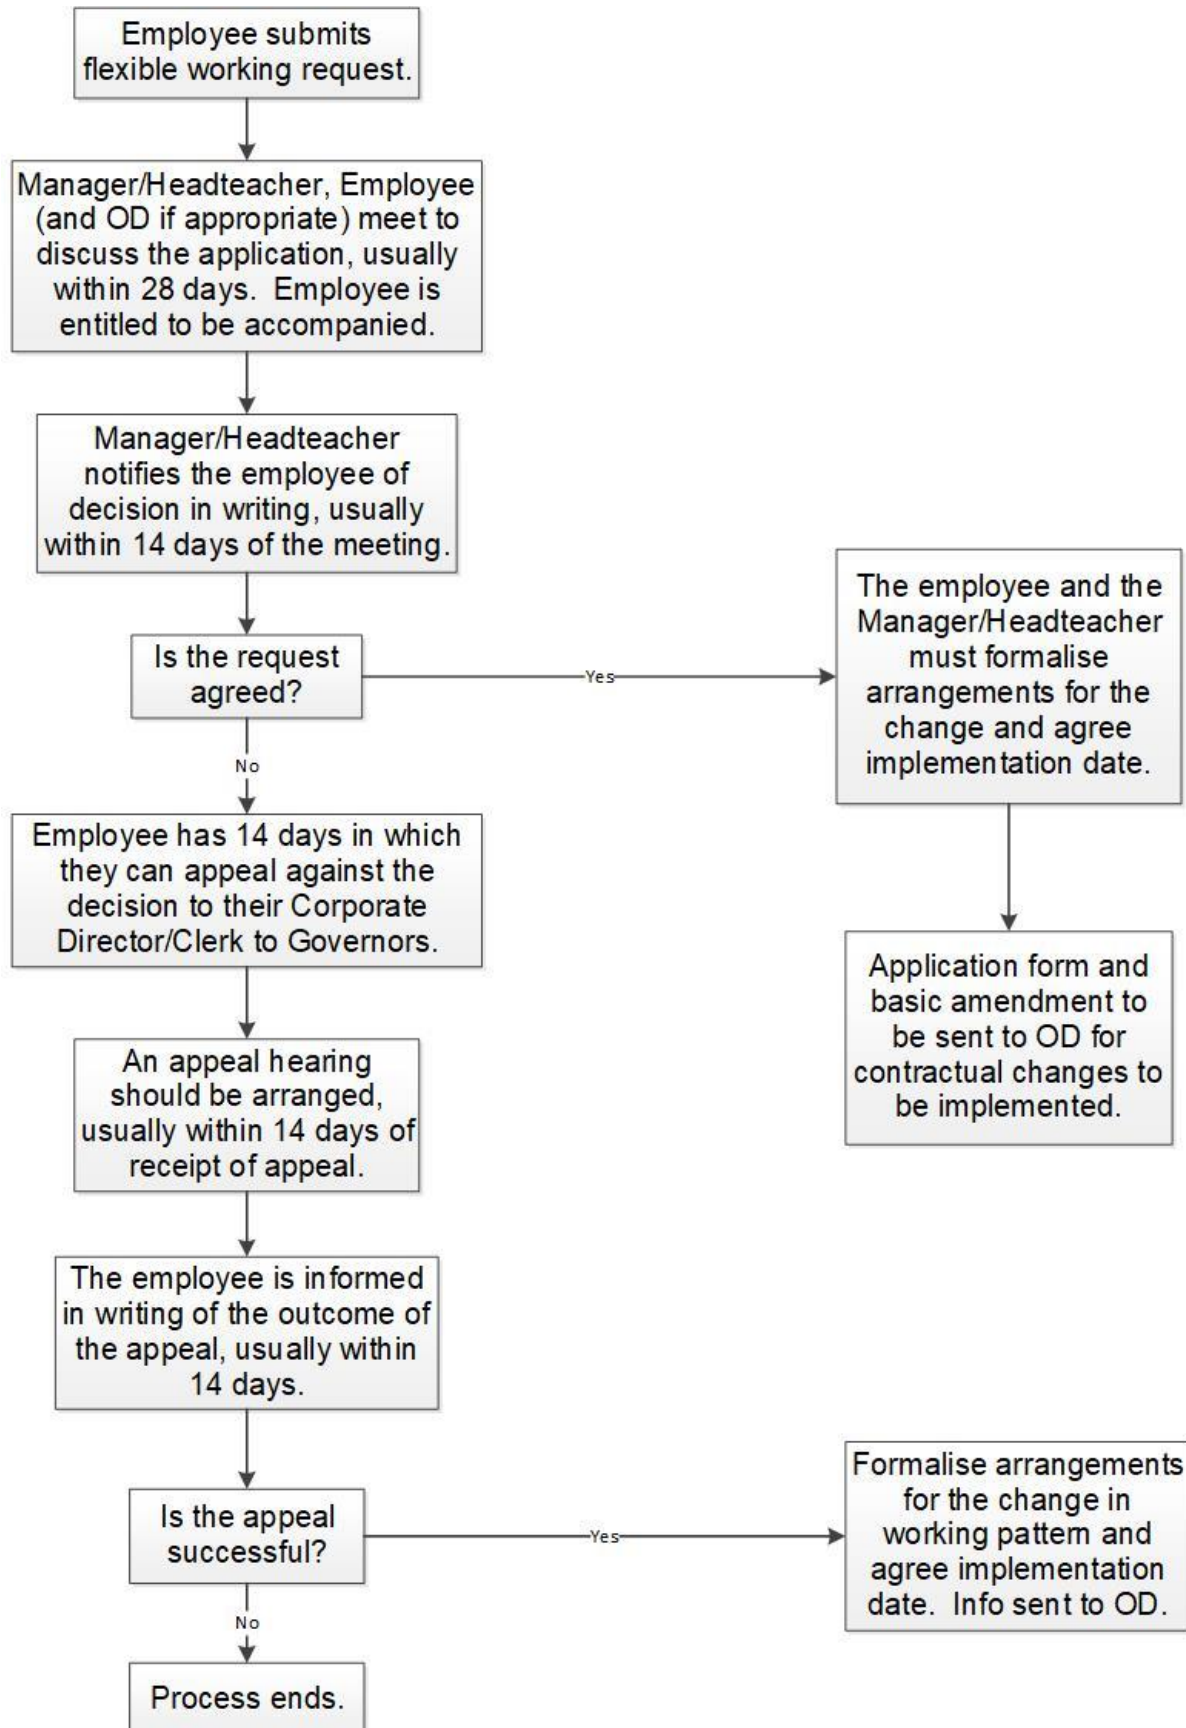 Employee submits
flexible working request.
Manager/Headteacher, Employee
(and OD if appropriate) meet to
discuss the application, usually
within 28 days.  Employee is
entitled to be accompanied.
Manager/Headteacher
notifies the employee of
decision in writing, usually
within 14 days of the meeting.
Is the request
agreed?
Yes
The employee and the
Manager/Headteacher
must formalise
arrangements for the
change and agree
implementation date.
Application form and
basic amendment to
be sent to OD for
contractual changes to
be implemented.
No
Employee has 14 days in which
they can appeal against the
decision to their Corporate
Director/Clerk to Governors.
An appeal hearing
should be arranged,
usually within 14 days of
receipt of appeal.
The employee is informed
in writing of the outcome of
the appeal, usually within
14 days.
Is the appeal
successful?
Yes
Formalise arrangements
for the change in
working pattern and
agree implementation
date.  Info sent to OD.
No
Process ends.